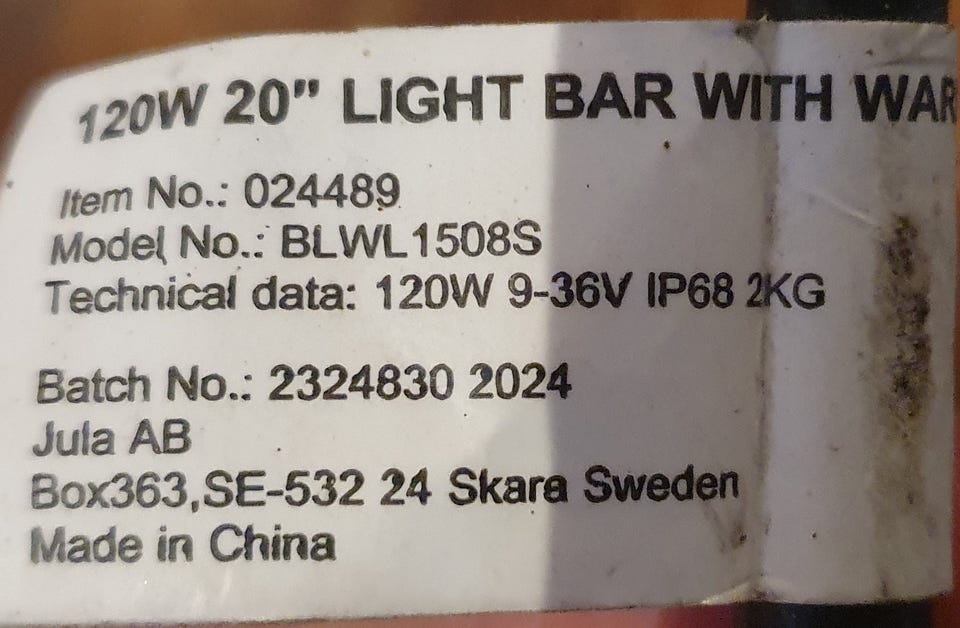 120W 20" LIGHT BAR WITH WAR
Item No.: 024489
Model No.: BLWL1508S
Technical data: 120W 9-36V IP68 2KG
Batch No.: 2324830 2024
Jula AB
Box363,SE-532 24 Skara Sweden
Made in China